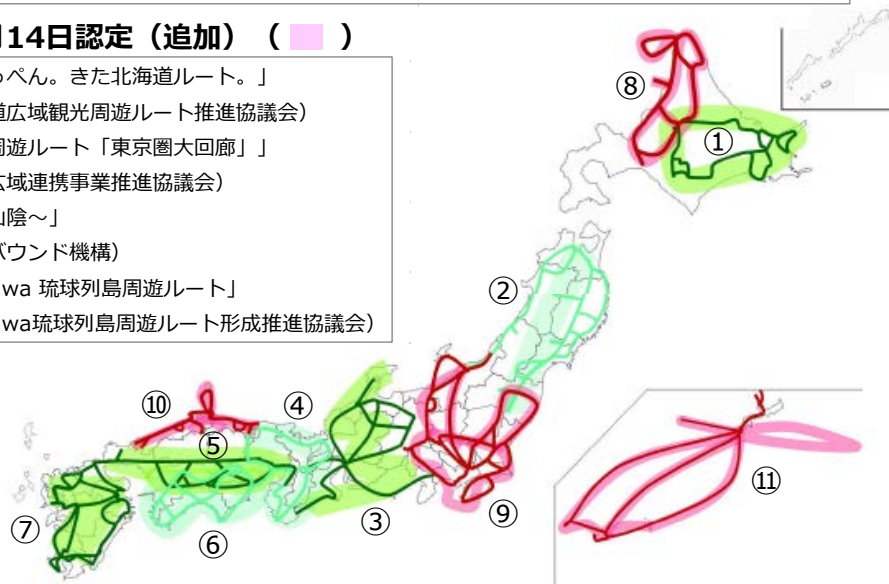 月14日認定（追加）（ ）
っぺん。きた北海道ルート。」
道広域観光周遊ルート推進協議会）
周遊ルート「東京圏大回廊」」
広域連携事業推進協議会）
山陰～」
バウンド機構）
wa 琉球列島周遊ルート」
wa琉球列島周遊ルート形成推進協議会）
⑧
①
②
⑩
④
⑤
⑪
⑦
⑥
③
⑨